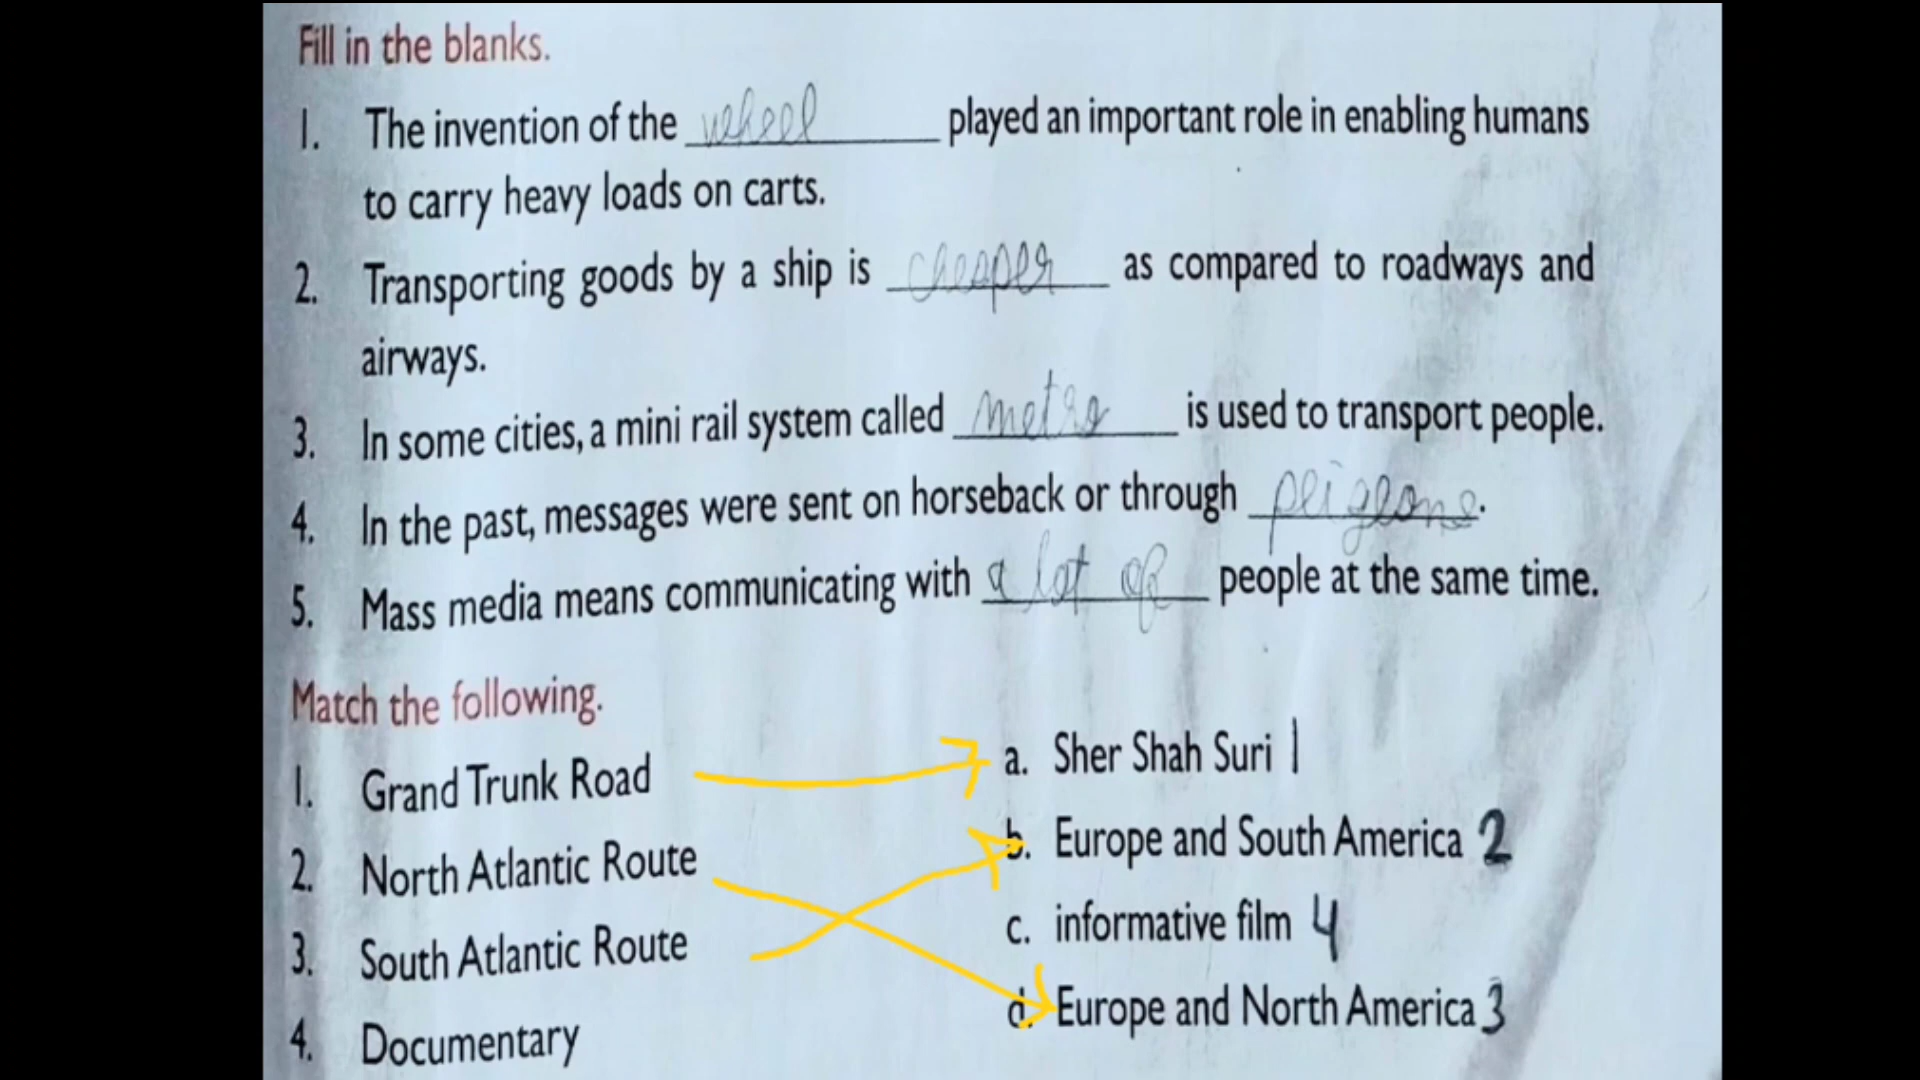 Fill in the blanks.
1. The invention of the wheel played an important role in enabling humans
to carry heavy loads on carts.
2. Transporting goods by a ship is cheaper as compared to roadways and
airways.
3. In some cities, a mini rail system called metro is used to transport people.
4. In the past, messages were sent on horseback or through peigeons.
5. Mass media means communicating with a lot of people at the same time.
Match the following.
1. Grand Trunk Road a. Sher Shah Suri 1
2. North Atlantic Route b. Europe and South America 2
3. South Atlantic Route c. informative film 4
4. Documentary d. Europe and North America 3